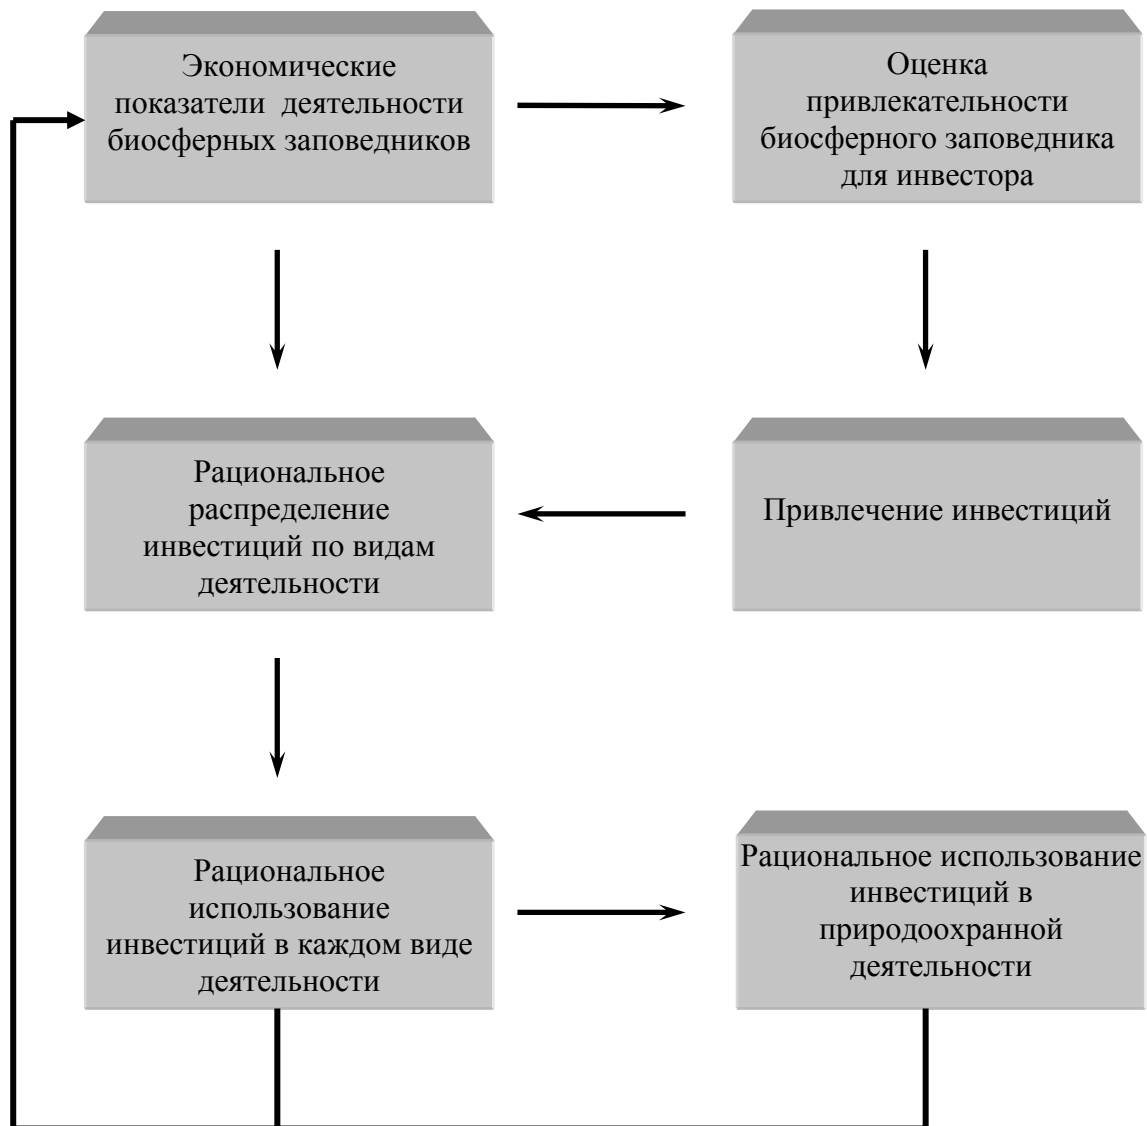 Экономические
показатели  деятельности
биосферных заповедников
Оценка
привлекательности
биосферного заповедника
для инвестора
Рациональное
распределение
инвестиций по видам
деятельности
Привлечение инвестиций
Рациональное
использование
инвестиций в каждом виде
деятельности
Рациональное использование
инвестиций в
природоохранной
деятельности